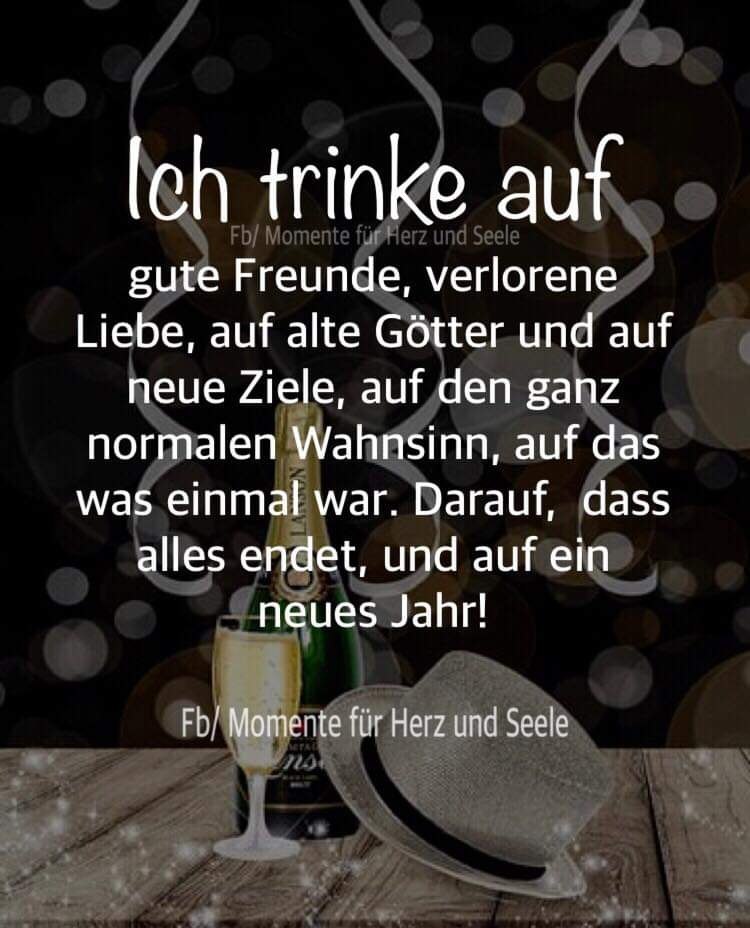 Ich trinke auf
Fb/ Momente für Herz und Seele
gute Freunde, verlorene
Liebe, auf alte Götter und auf
neue Ziele, auf den ganz
normalen Wahnsinn, auf das
was einmal war. Darauf, dass
alles endet, und auf ein
neues Jahr!
Fb/ Momente für Herz und Seele
LANSON